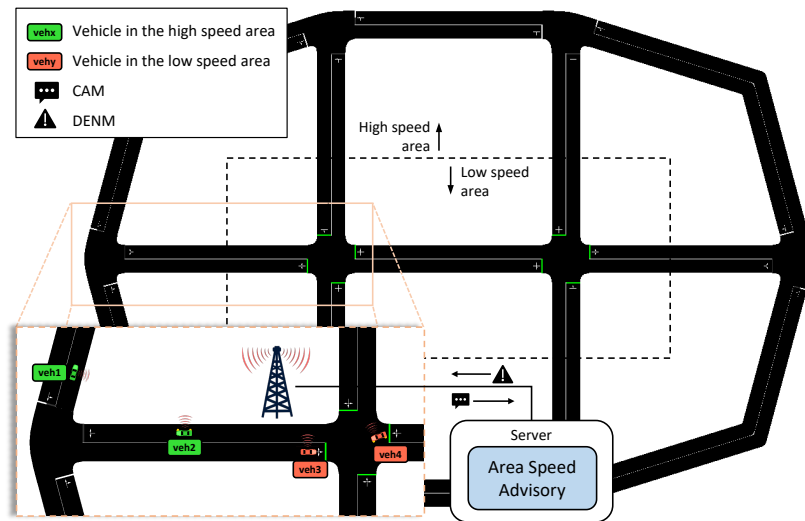 vehx Vehicle in the high speed area
vehy Vehicle in the low speed area
CAM
DENM
High speed
area
Low speed
area
veh1
veh2
veh3
veh4
Server
Area Speed
Advisory